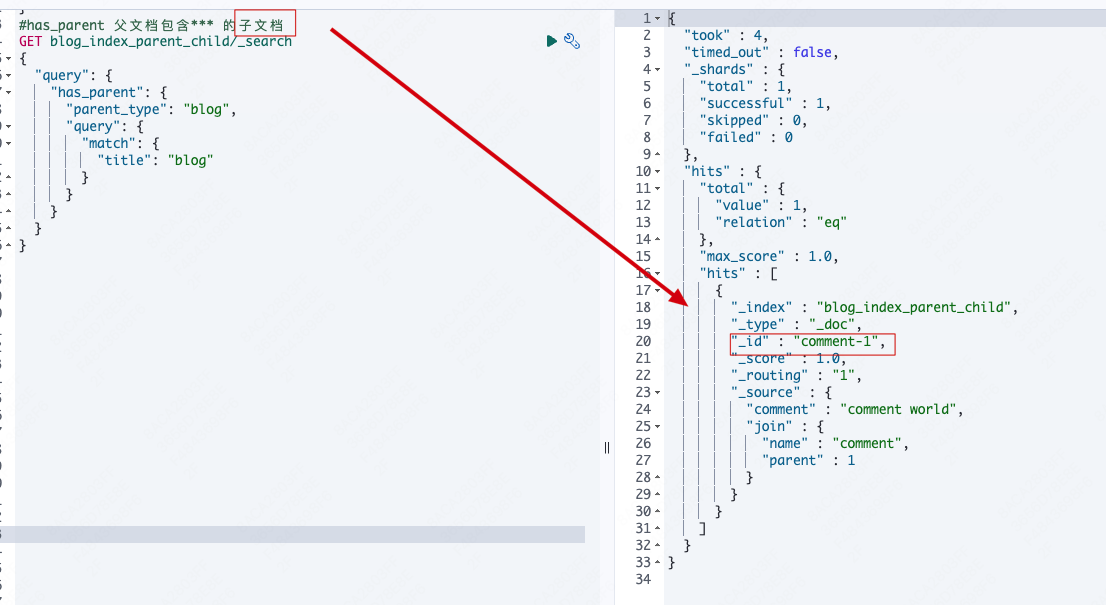 }
#has_parent 父文档包含*** 的子文档
GET blog_index_parent_child/_search
{
  "query": {
    "has_parent": {
      "parent_type": "blog",
      "query": {
        "match": {
          "title": "blog"
        }
      }
    }
  }
}
1 {
2   "took" : 4,
3   "timed_out" : false,
4   "_shards" : {
5     "total" : 1,
6     "successful" : 1,
7     "skipped" : 0,
8     "failed" : 0
9   },
10   "hits" : {
11     "total" : {
12       "value" : 1,
13       "relation" : "eq"
14     },
15     "max_score" : 1.0,
16     "hits" : [
17       {
18         "_index" : "blog_index_parent_child",
19         "_type" : "_doc",
20         "_id" : "comment-1",
21         "_score" : 1.0,
22         "_routing" : "1",
23         "_source" : {
24           "comment" : "comment world",
25           "join" : {
26             "name" : "comment",
27             "parent" : 1
28           }
29         }
30       }
31     ]
32   }
33 }
34